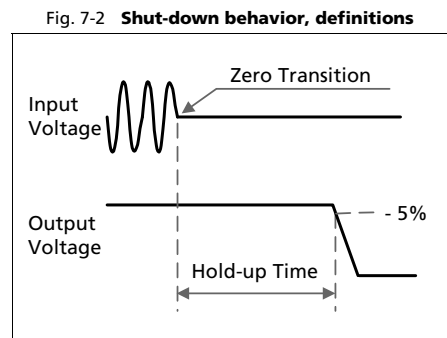 Fig. 7-2 Shut-down behavior, definitions
Zero Transition
Input
Voltage
Output
Voltage
- 5%
Hold-up Time